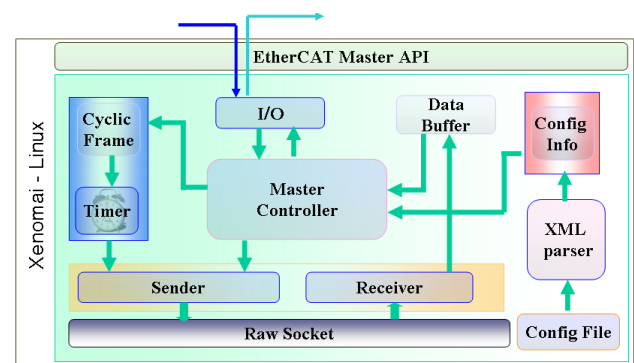 EtherCAT Master API
Xenomai - Linux
Cyclic
Frame
I/O
Data
Buffer
Config
Info
Timer
Master
Controller
XML
parser
Sender
Receiver
Raw Socket
Config File